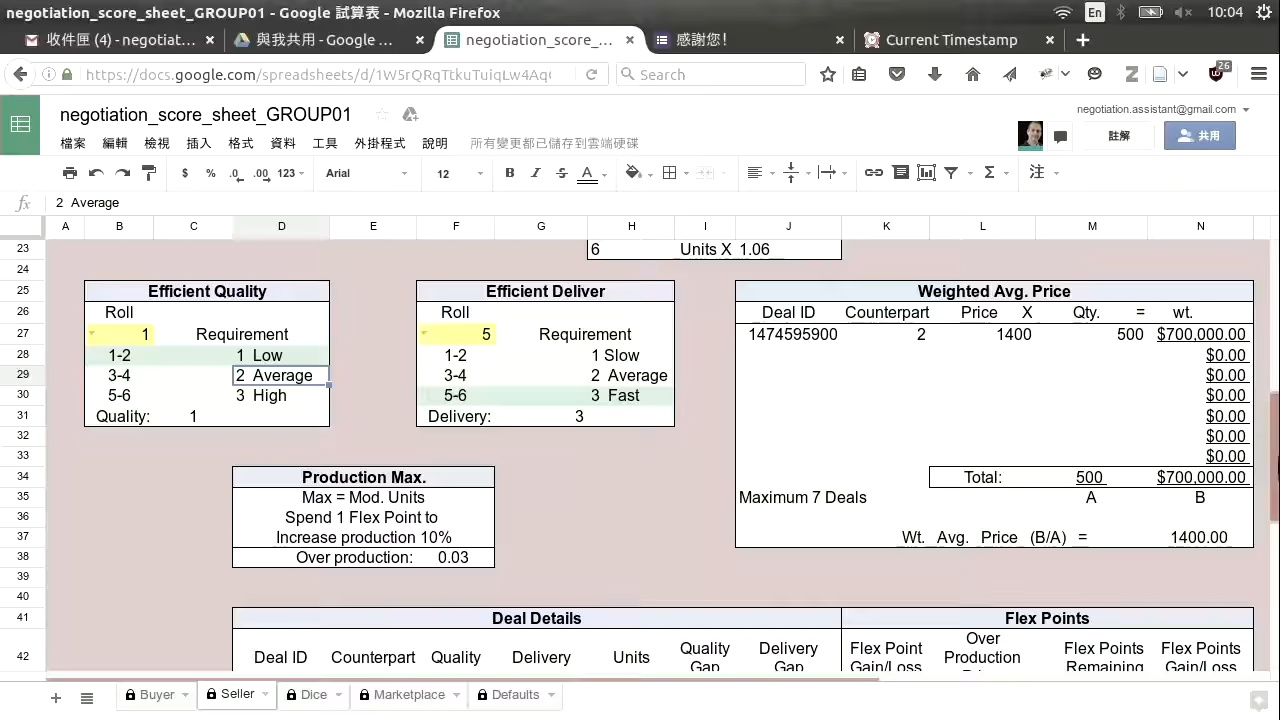 negotiation_score_sheet_GROUP01 - Google 試算表 - Mozilla Firefox
En
10:04
收件匣 (4) - negotiat... ×
與我共用 - Google ... ×
negotiation_score_... ×
感謝您! ×
Current Timestamp ×
https://docs.google.com/spreadsheets/d/1W5rQRqTtkuTuiqLw4Aq
Search
26
negotiation_score_sheet_GROUP01
negotiation.assistant@gmail.com
檔案 編輯 檢視 插入 格式 資料 工具 外掛程式 說明 所有變更都已儲存到雲端硬碟
註解
共用
$ % .0 .00 123 Arial 12 B I S A Σ 注
fx 2 Average
A B C D E F G H I J K L M N
23 6 Units X 1.06
24
25 Efficient Quality Efficient Deliver Weighted Avg. Price
26 Roll Roll Deal ID Counterpart Price X Qty. = wt.
27 1 Requirement 5 Requirement 1474595900 2 1400 500 $700,000.00
28 1-2 1 Low 1-2 1 Slow $0.00
29 3-4 2 Average 3-4 2 Average $0.00
30 5-6 3 High 5-6 3 Fast $0.00
31 Quality: 1 Delivery: 3 $0.00
32 $0.00
33 $0.00
34 Production Max. Total: 500 $700,000.00
35 Max = Mod. Units Maximum 7 Deals A B
36 Spend 1 Flex Point to
37 Increase production 10% Wt. Avg. Price (B/A) = 1400.00
38 Over production: 0.03
39
40
41 Deal Details Flex Points
42 Deal ID Counterpart Quality Delivery Units Quality Gap Delivery Gap Flex Point Gain/Loss Over Production Flex Points Remaining Flex Points Gain/Loss
+ Buyer Seller Dice Marketplace Defaults